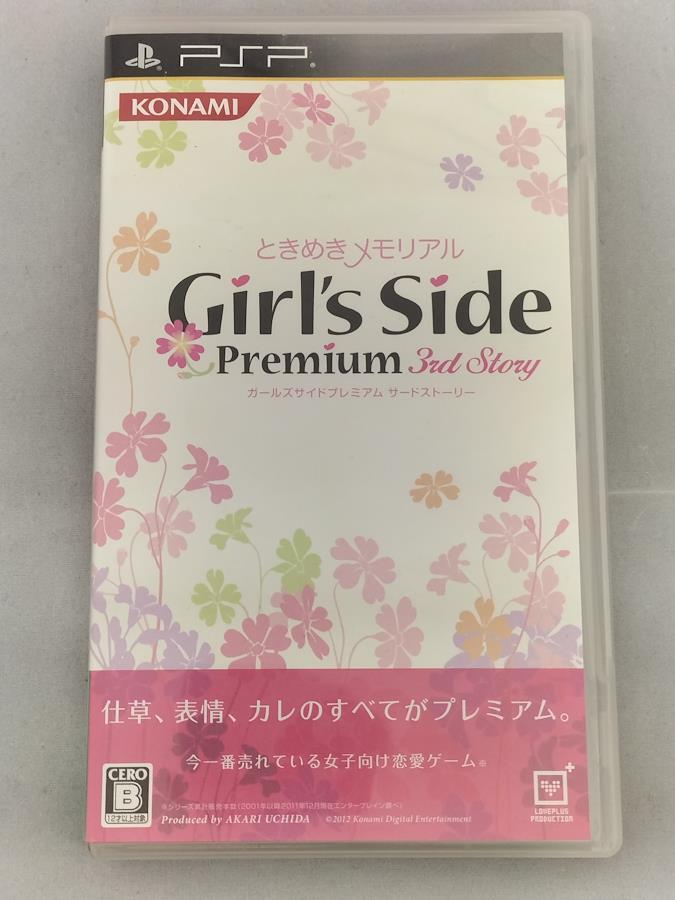 PSP
KONAMI
ときめきメモリアル
Girl's Side
Premium 3rd Story
ガールズサイドプレミアム サードストーリー
仕草、表情、カレのすべてがプレミアム。
今一番売れている女子向け恋愛ゲーム※
CERO
B
12才以上対象
※シリーズ累計販売本数(2001年以降2011年12月現在エンターブレイン調べ)
Produced by AKARI UCHIDA ©2012 Konami Digital Entertainment
LOVEPLUS
PRODUCTION